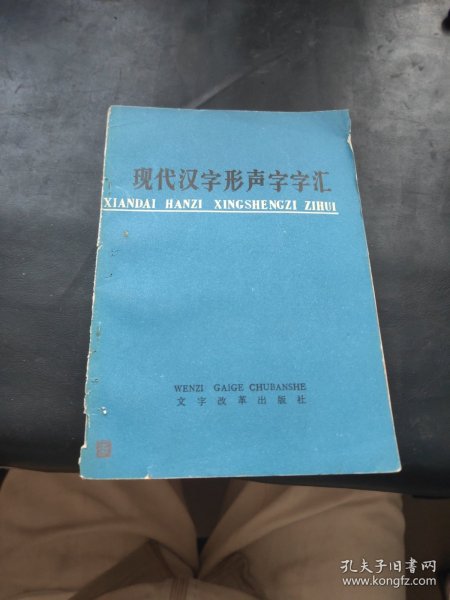 现代汉字形声字字汇
XIANDAI HANZI XINGSHENGZI ZIHUI
WENZI GAIGE CHUBANSHE
文字改革出版社
孔夫子旧书网
www.kongfz.com